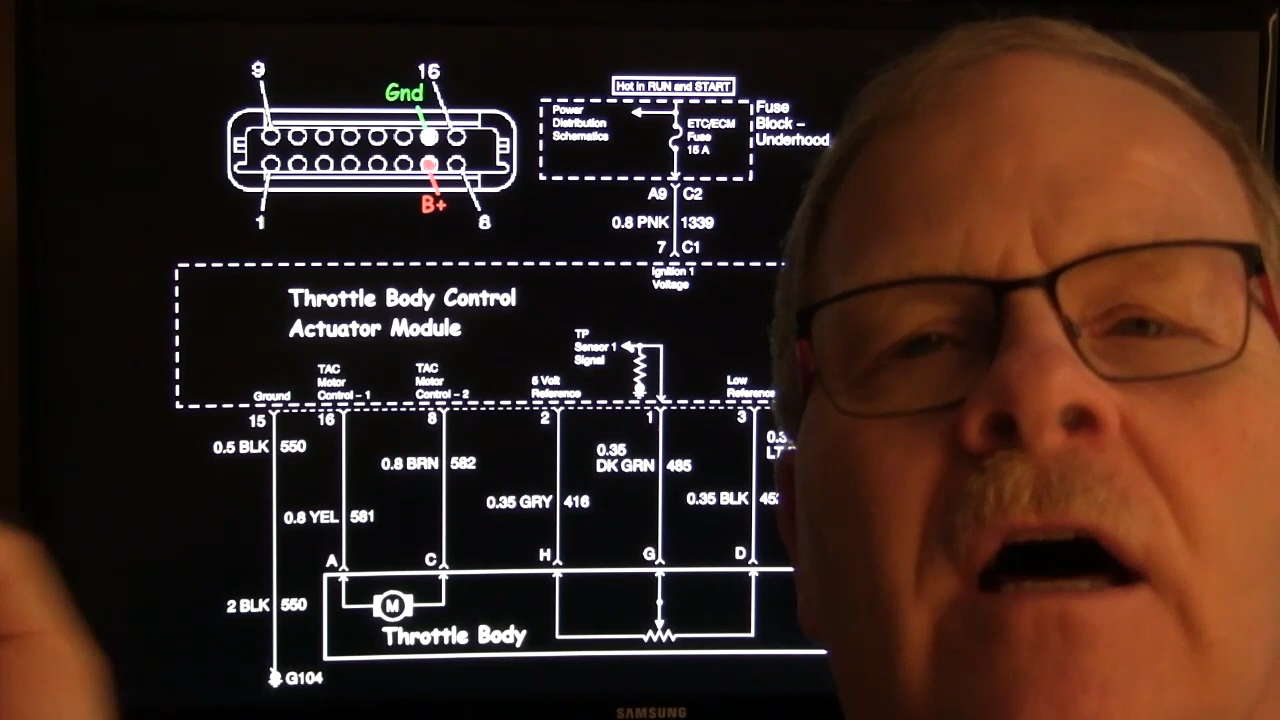 9
16
Gnd
1
B+
8
Hot in RUN and START
Power
Distribution
Schematics
ETC/ECM
Fuse
15 A
Fuse
Block –
Underhood
A9
C2
0.8 PNK
1339
7
C1
Ignition 1
Voltage
Throttle Body Control
Actuator Module
TP
Sensor 1
Signal
Ground
TAC
Motor
Control – 1
TAC
Motor
Control – 2
5 Volt
Reference
Low
Reference
15
16
8
2
1
3
0.5 BLK
550
0.8 BRN
582
0.35
DK GRN
485
0.35 GRY
416
0.35 BLK
0.8 YEL
581
A
C
H
G
D
M
2 BLK
550
Throttle Body
G104
SAMSUNG